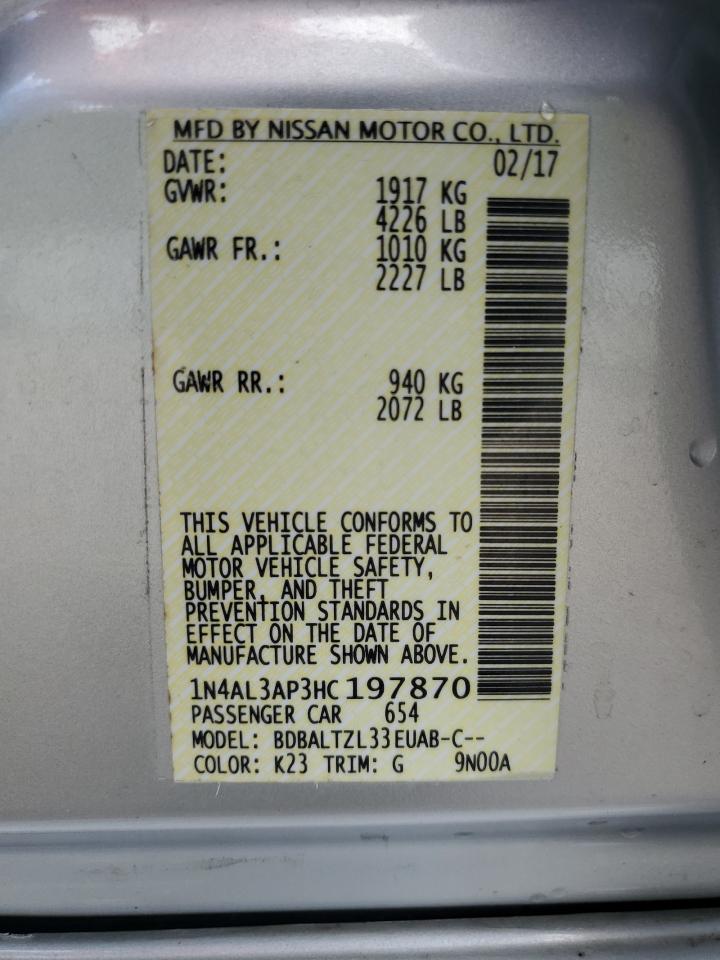 MFD BY NISSAN MOTOR CO., LTD.
DATE: 02/17
GVWR: 1917 KG
4226 LB
GAWR FR.: 1010 KG
2227 LB
GAWR RR.: 940 KG
2072 LB
THIS VEHICLE CONFORMS TO
ALL APPLICABLE FEDERAL
MOTOR VEHICLE SAFETY,
BUMPER, AND THEFT
PREVENTION STANDARDS IN
EFFECT ON THE DATE OF
MANUFACTURE SHOWN ABOVE.
1N4AL3AP3HC197870
PASSENGER CAR 654
MODEL: BDBALTZL33EUAB-C--
COLOR: K23 TRIM: G 9N00A